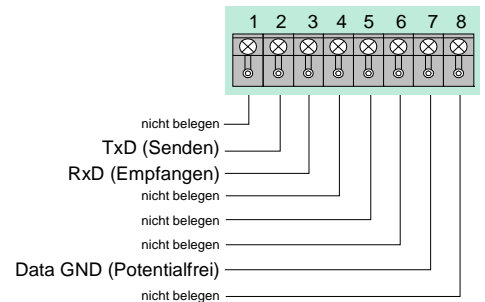 1 2 3 4 5 6 7 8
nicht belegen
TxD (Senden)
RxD (Empfangen)
nicht belegen
nicht belegen
nicht belegen
Data GND (Potentialfrei)
nicht belegen